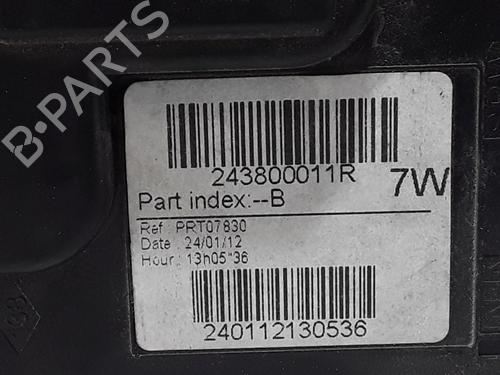 B-PARTS
243800011R
7W
Part index:--B
Ref : PRT07830
Date : 24/01/12
Hour : 13h05"36
240112130536